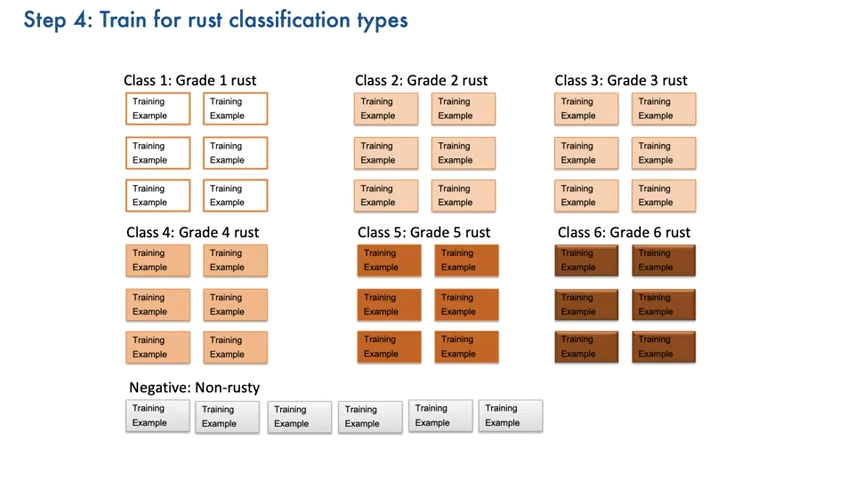 Step 4: Train for rust classification types
Class 1: Grade 1 rust
Training
Example
Training
Example
Training
Example
Training
Example
Training
Example
Training
Example
Class 2: Grade 2 rust
Training
Example
Training
Example
Training
Example
Training
Example
Training
Example
Training
Example
Class 3: Grade 3 rust
Training
Example
Training
Example
Training
Example
Training
Example
Training
Example
Training
Example
Class 4: Grade 4 rust
Training
Example
Training
Example
Training
Example
Training
Example
Training
Example
Training
Example
Class 5: Grade 5 rust
Training
Example
Training
Example
Training
Example
Training
Example
Training
Example
Training
Example
Class 6: Grade 6 rust
Training
Example
Training
Example
Training
Example
Training
Example
Training
Example
Training
Example
Negative: Non-rusty
Training
Example
Training
Example
Training
Example
Training
Example
Training
Example
Training
Example